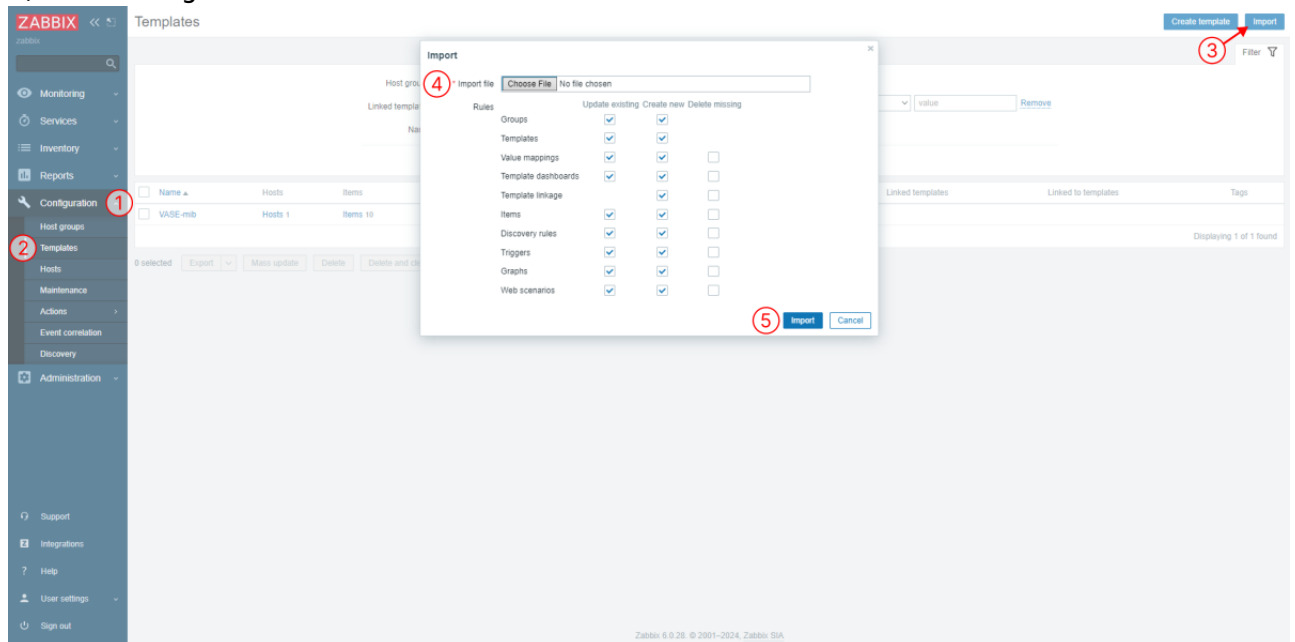 ZABBIX
zabbix
Monitoring
Services
Inventory
Reports
Configuration 1
Host groups
2 Templates
Hosts
Maintenance
Actions
Event correlation
Discovery
Administration
Support
Integrations
Help
User settings
Sign out
Templates
Create template Import
3
Filter
Host grou
Linked templa
Na
value Remove
Name Hosts Items Linked templates Linked to templates Tags
VASE-mib Hosts 1 Items 10
Displaying 1 of 1 found
0 selected Export Mass update Delete Delete and cle
Import
4 * Import file Choose File No file chosen
Rules Update existing Create new Delete missing
Groups
Templates
Value mappings
Template dashboards
Template linkage
Items
Discovery rules
Triggers
Graphs
Web scenarios
5 Import Cancel
Zabbix 6.0.28. © 2001–2024, Zabbix SIA